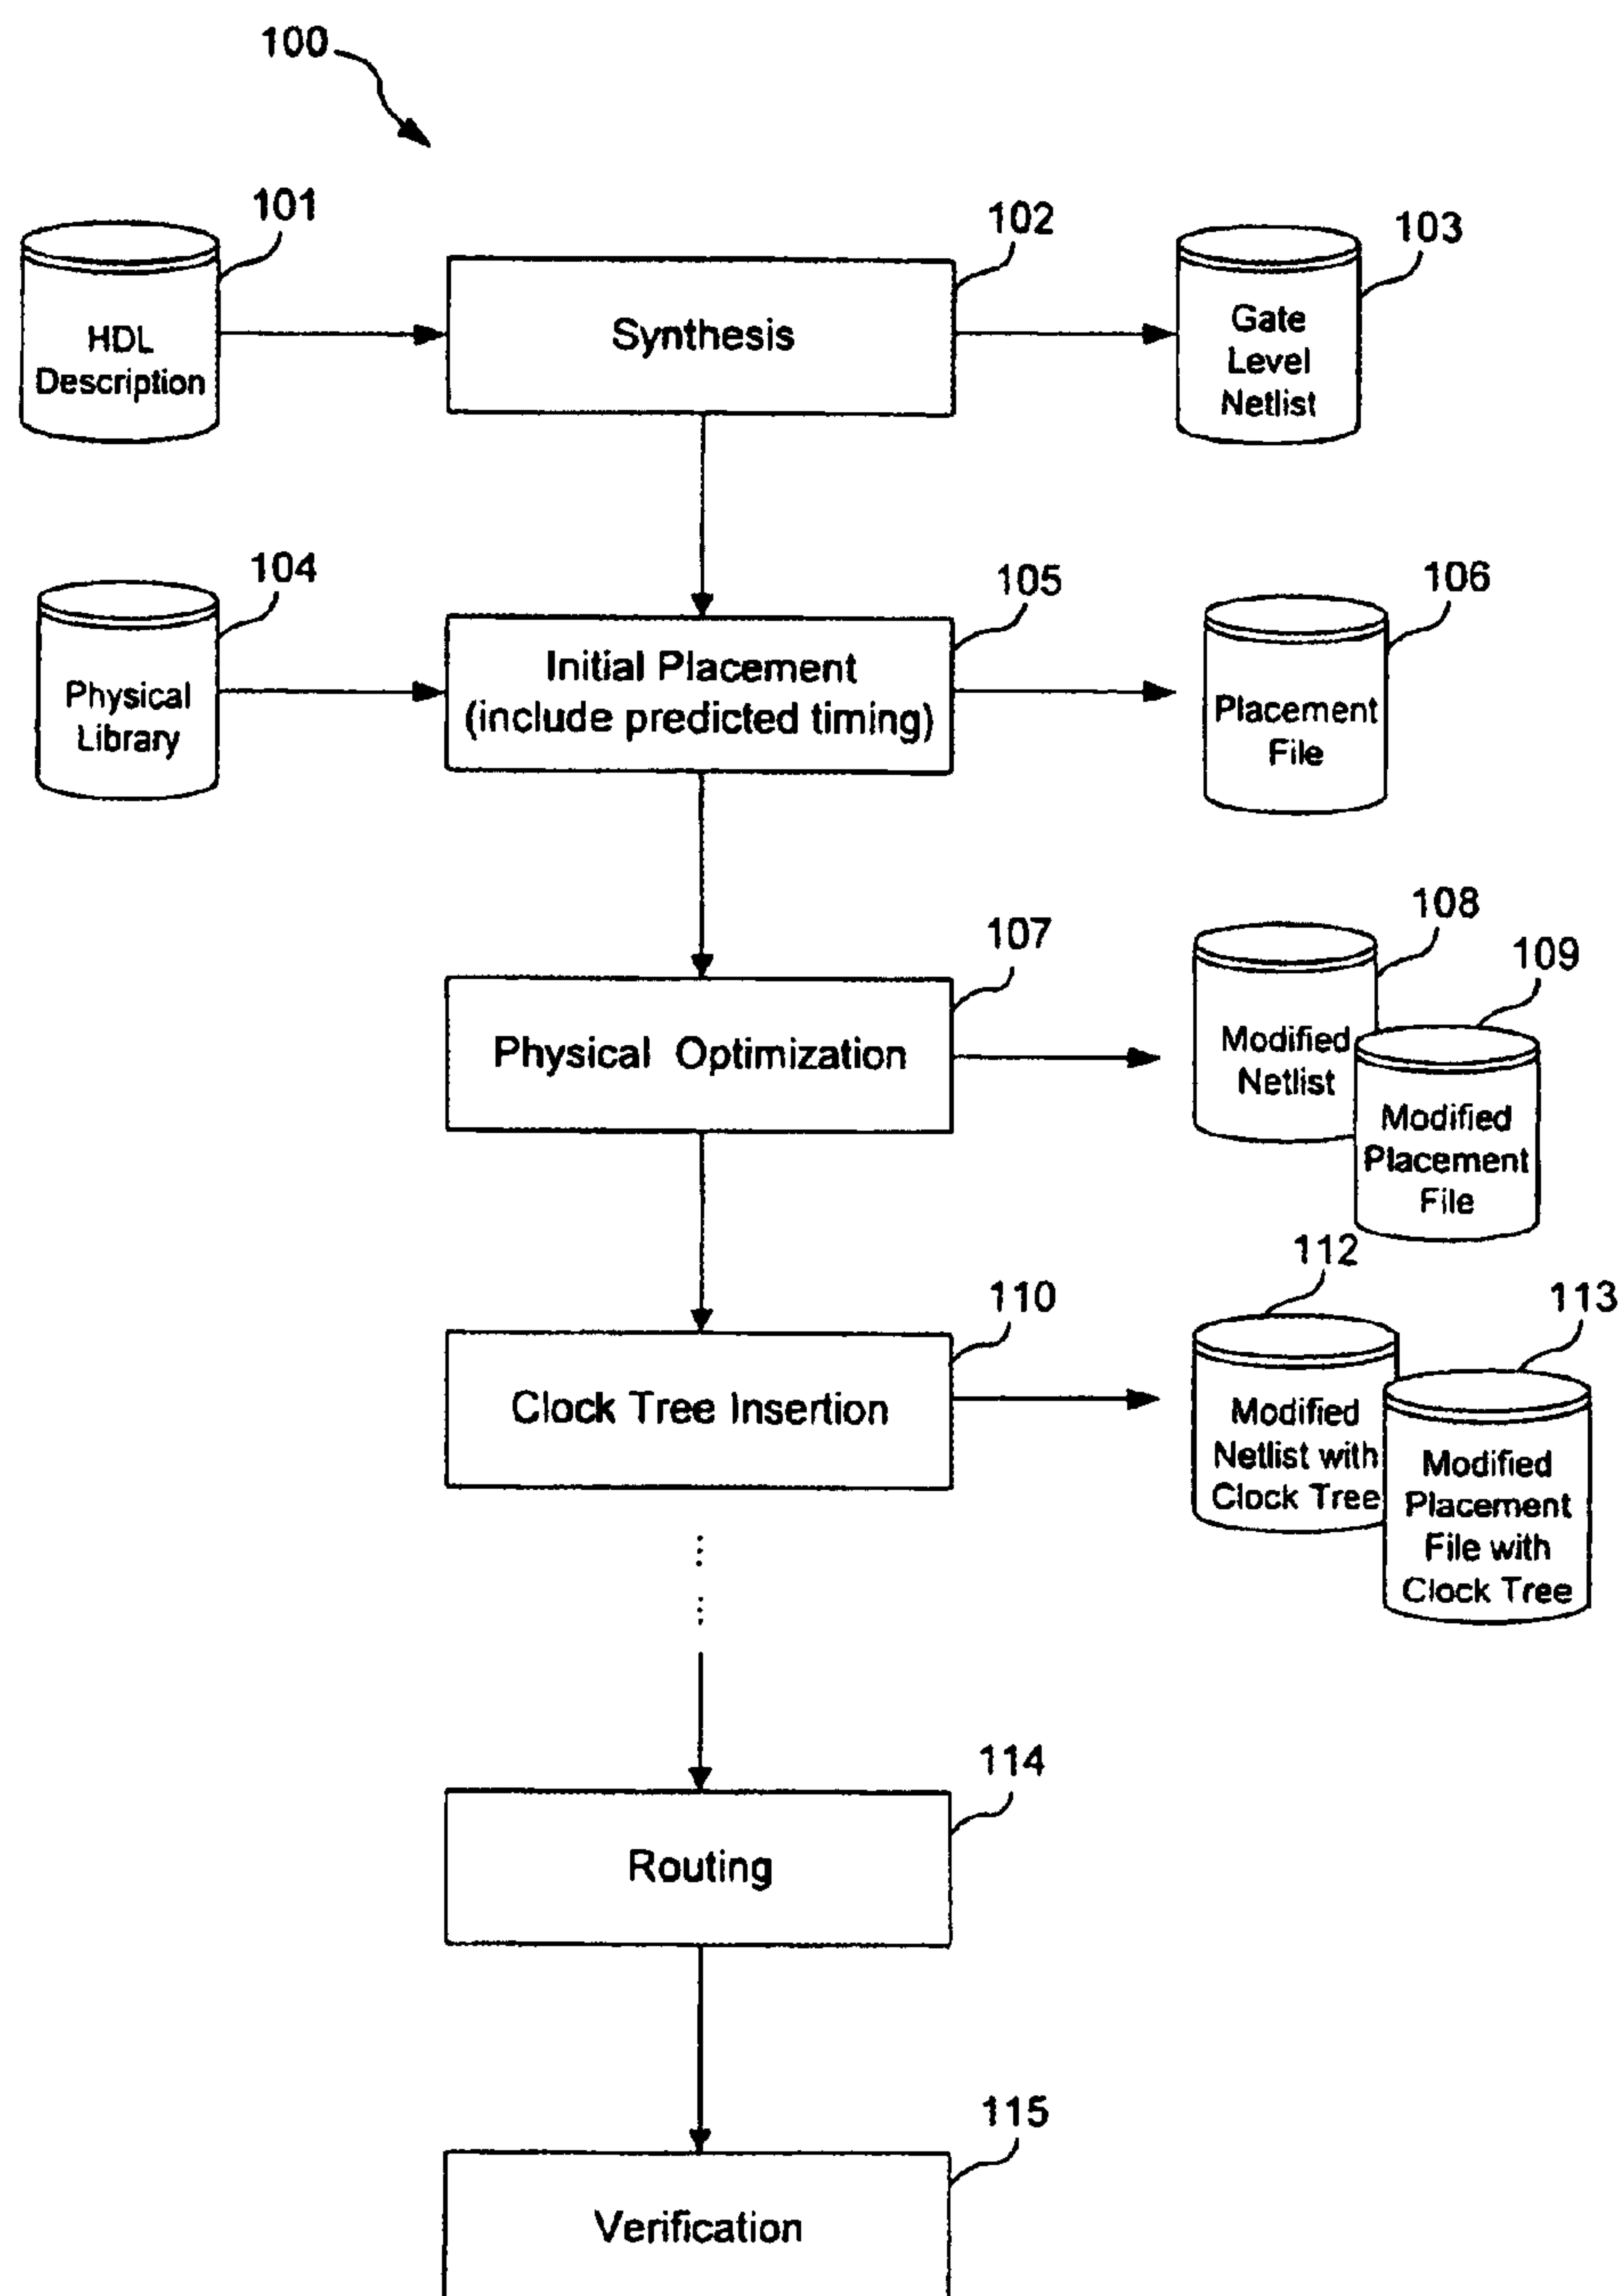 100
101
102
103
HDL
Description
Synthesis
Gate
Level
Netlist
104
105
106
Physical
Library
Initial Placement
(include predicted timing)
Placement
File
107
108
109
Physical Optimization
Modified
Netlist
Modified
Placement
File
110
112
113
Clock Tree Insertion
Modified
Netlist with
Clock Tree
Modified
Placement
File with
Clock Tree
114
Routing
115
Verification